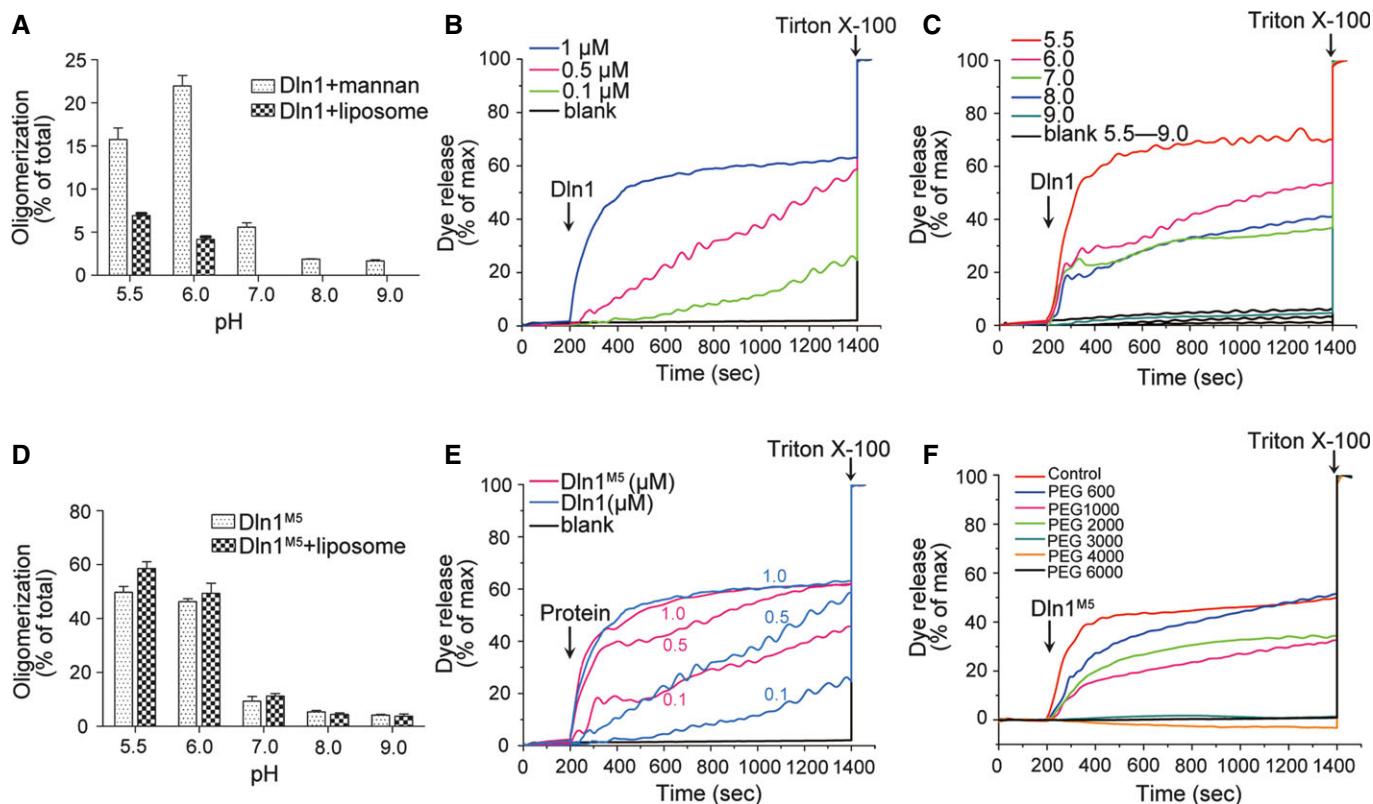 A
Oligomerization
(% of total)
25
20
15
10
5
0
Dln1+mannan
Dln1+liposome
5.5 6.0 7.0 8.0 9.0
pH
B
Tirton X-100
Dye release
(% of max)
100
80
60
40
20
0
1 μM
0.5 μM
0.1 μM
blank
Dln1
0 200 400 600 800 1000 1200 1400
Time (sec)
C
Triton X-100
Dye release
(% of max)
100
80
60
40
20
0
5.5
6.0
7.0
8.0
9.0
blank 5.5—9.0
Dln1
0 200 400 600 800 1000 1200 1400
Time (sec)
D
Oligomerization
(% of total)
80
60
40
20
0
Dln1M5
Dln1M5+liposome
5.5 6.0 7.0 8.0 9.0
pH
E
Triton X-100
Dye release
(% of max)
100
80
60
40
20
0
Dln1M5 (μM)
Dln1(μM)
blank
Protein
1.0
1.0
0.5
0.5
0.1
0.1
0 200 400 600 800 1000 1200 1400
Time (sec)
F
Triton X-100
Dye release
(% of max)
100
80
60
40
20
0
Control
PEG 600
PEG1000
PEG 2000
PEG 3000
PEG 4000
PEG 6000
Dln1M5
0 200 400 600 800 1000 1200 1400
Time (sec)